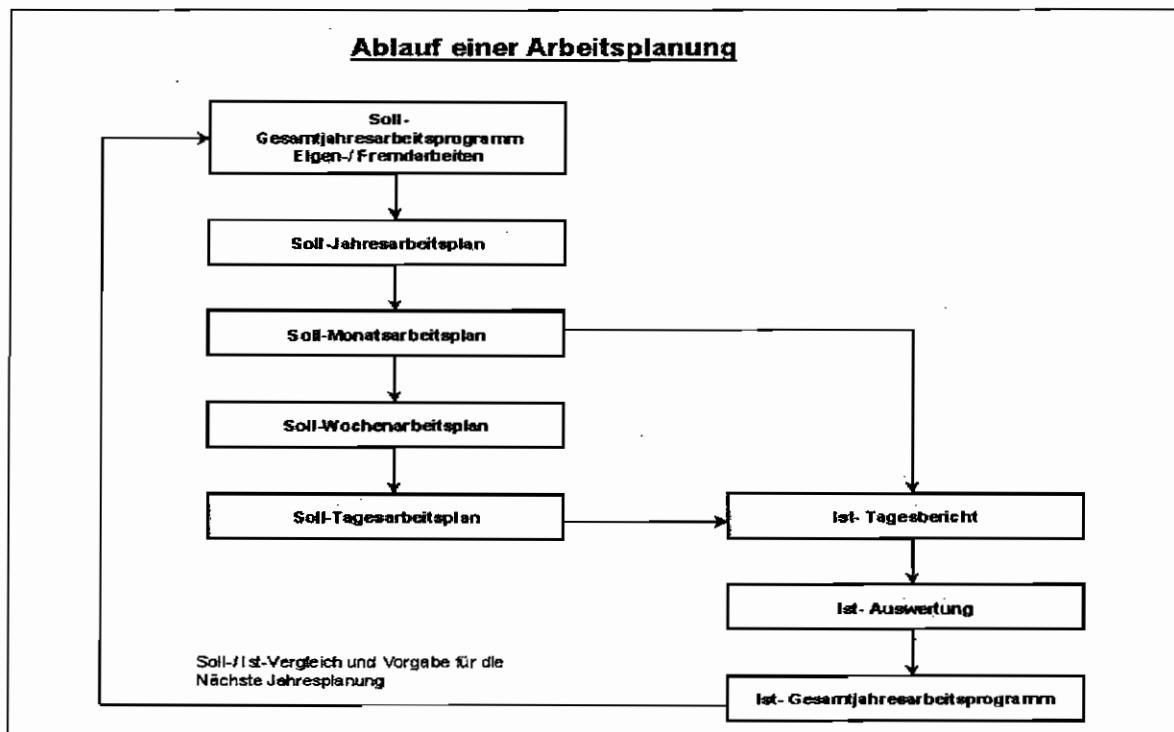 Ablauf einer Arbeitsplanung
Soll-
Gesamtjahresarbeitsprogramm
Eigen-/ Fremdarbeiten
Soll-Jahresarbeitsplan
Soll-Monatsarbeitsplan
Soll-Wochenarbeitsplan
Soll-Tagesarbeitsplan
Ist- Tagesbericht
Ist- Auswertung
Soll-/ Ist-Vergleich und Vorgabe für die
Nächste Jahresplanung
Ist- Gesamtjahresarbeitsprogramm